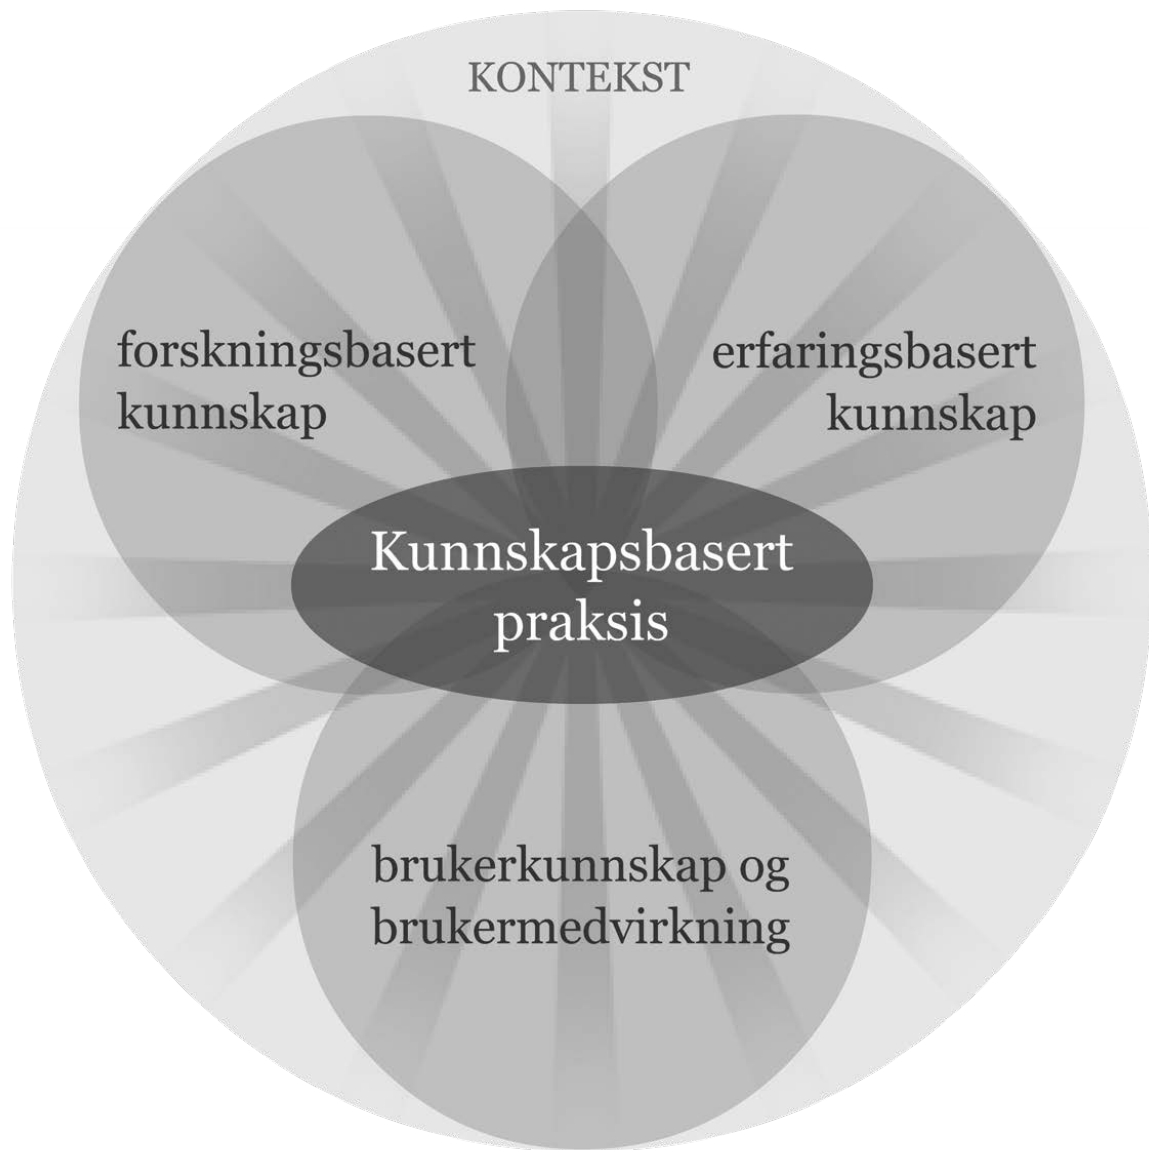 KONTEKST
forskningsbasert
kunnskap
erfaringsbasert
kunnskap
Kunnskapsbasert
praksis
brukerkunnskap og
brukermedvirkning